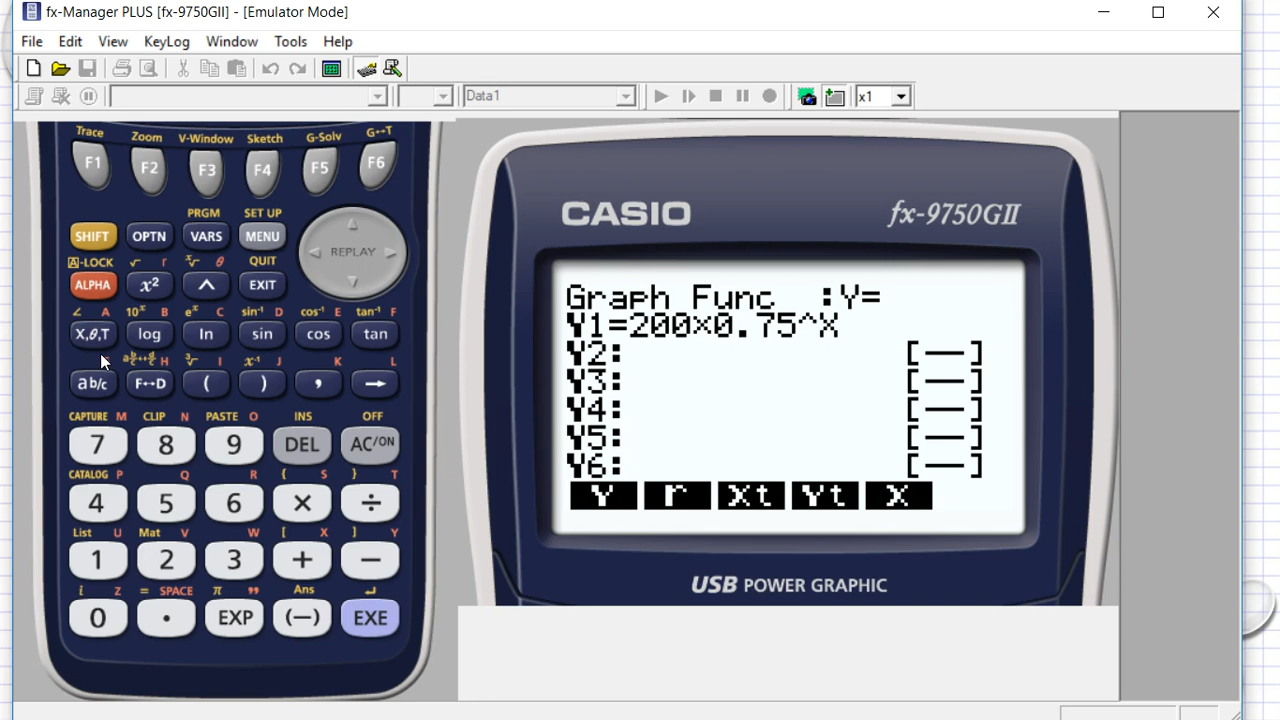 fx-Manager PLUS [fx-9750GII] - [Emulator Mode]
File Edit View KeyLog Window Tools Help
Data1 x1
Trace Zoom V-Window Sketch G-Solv G↔T
F1 F2 F3 F4 F5 F6
PRGM SET UP
SHIFT OPTN VARS MENU REPLAY
A-LOCK √ r ˣ√ θ QUIT
ALPHA x² ^ EXIT
∠ A 10ˣ B eˣ C sin⁻¹ D cos⁻¹ E tan⁻¹ F
X,θ,T log ln sin cos tan
H ³√ I x⁻¹ J K L
a b/c F↔D ( ) , →
CAPTURE M CLIP N PASTE O INS OFF
7 8 9 DEL AC/ON
CATALOG P Q R { S } T
4 5 6 × ÷
List U Mat V W [ X ] Y
1 2 3 + −
i Z = SPACE π " Ans ↵
0 . EXP (−) EXE
CASIO fx-9750GII
Graph Func :Y=
Y1=200×0.75^X
Y2: [—]
Y3: [—]
Y4: [—]
Y5: [—]
Y6: [—]
Y r Xt Yt X
USB POWER GRAPHIC